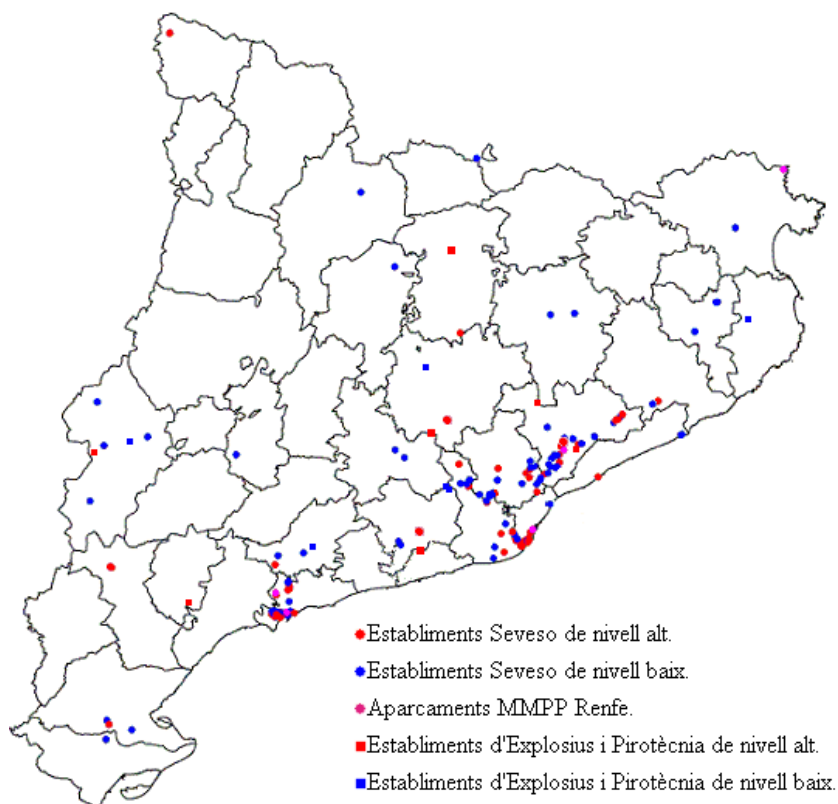 Establiments Seveso de nivell alt.
Establiments Seveso de nivell baix.
Aparcaments MMPP Renfe.
Establiments d'Explosius i Pirotècnia de nivell alt.
Establiments d'Explosius i Pirotècnia de nivell baix.